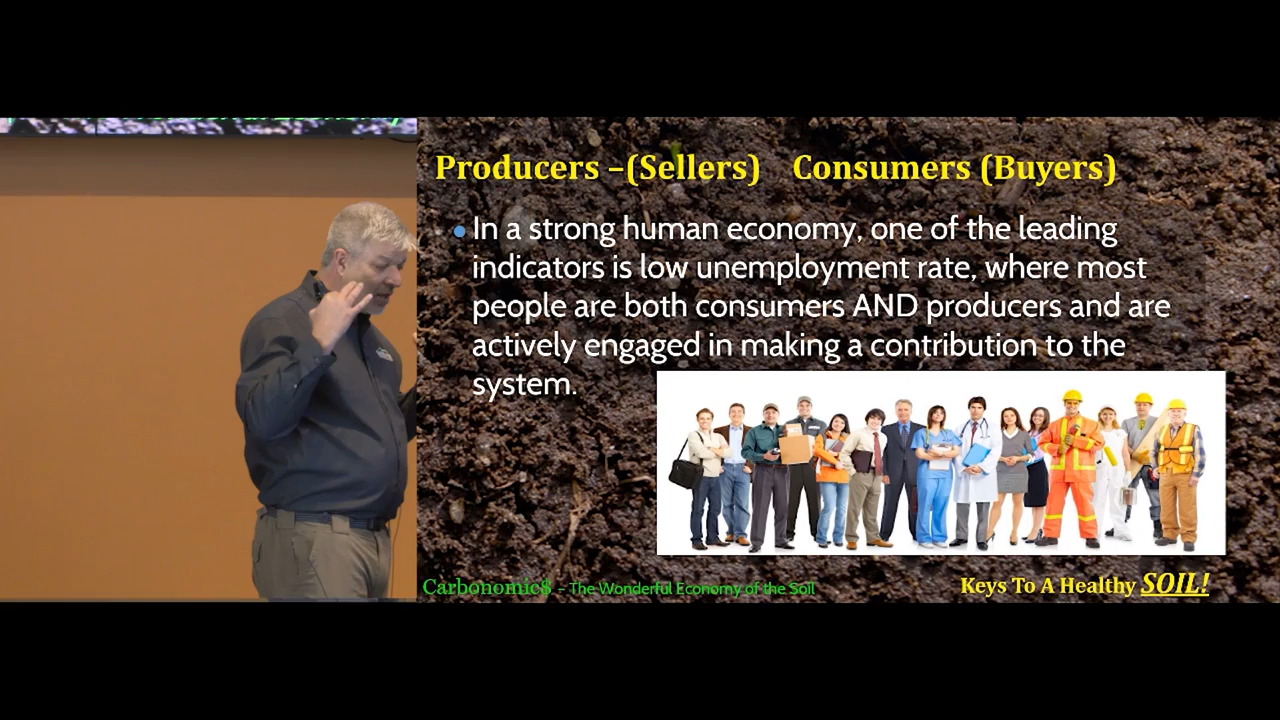 Producers –(Sellers) Consumers (Buyers)
• In a strong human economy, one of the leading
indicators is low unemployment rate, where most
people are both consumers AND producers and are
actively engaged in making a contribution to the
system.
Carbonomic$ – The Wonderful Economy of the Soil
Keys To A Healthy SOIL!